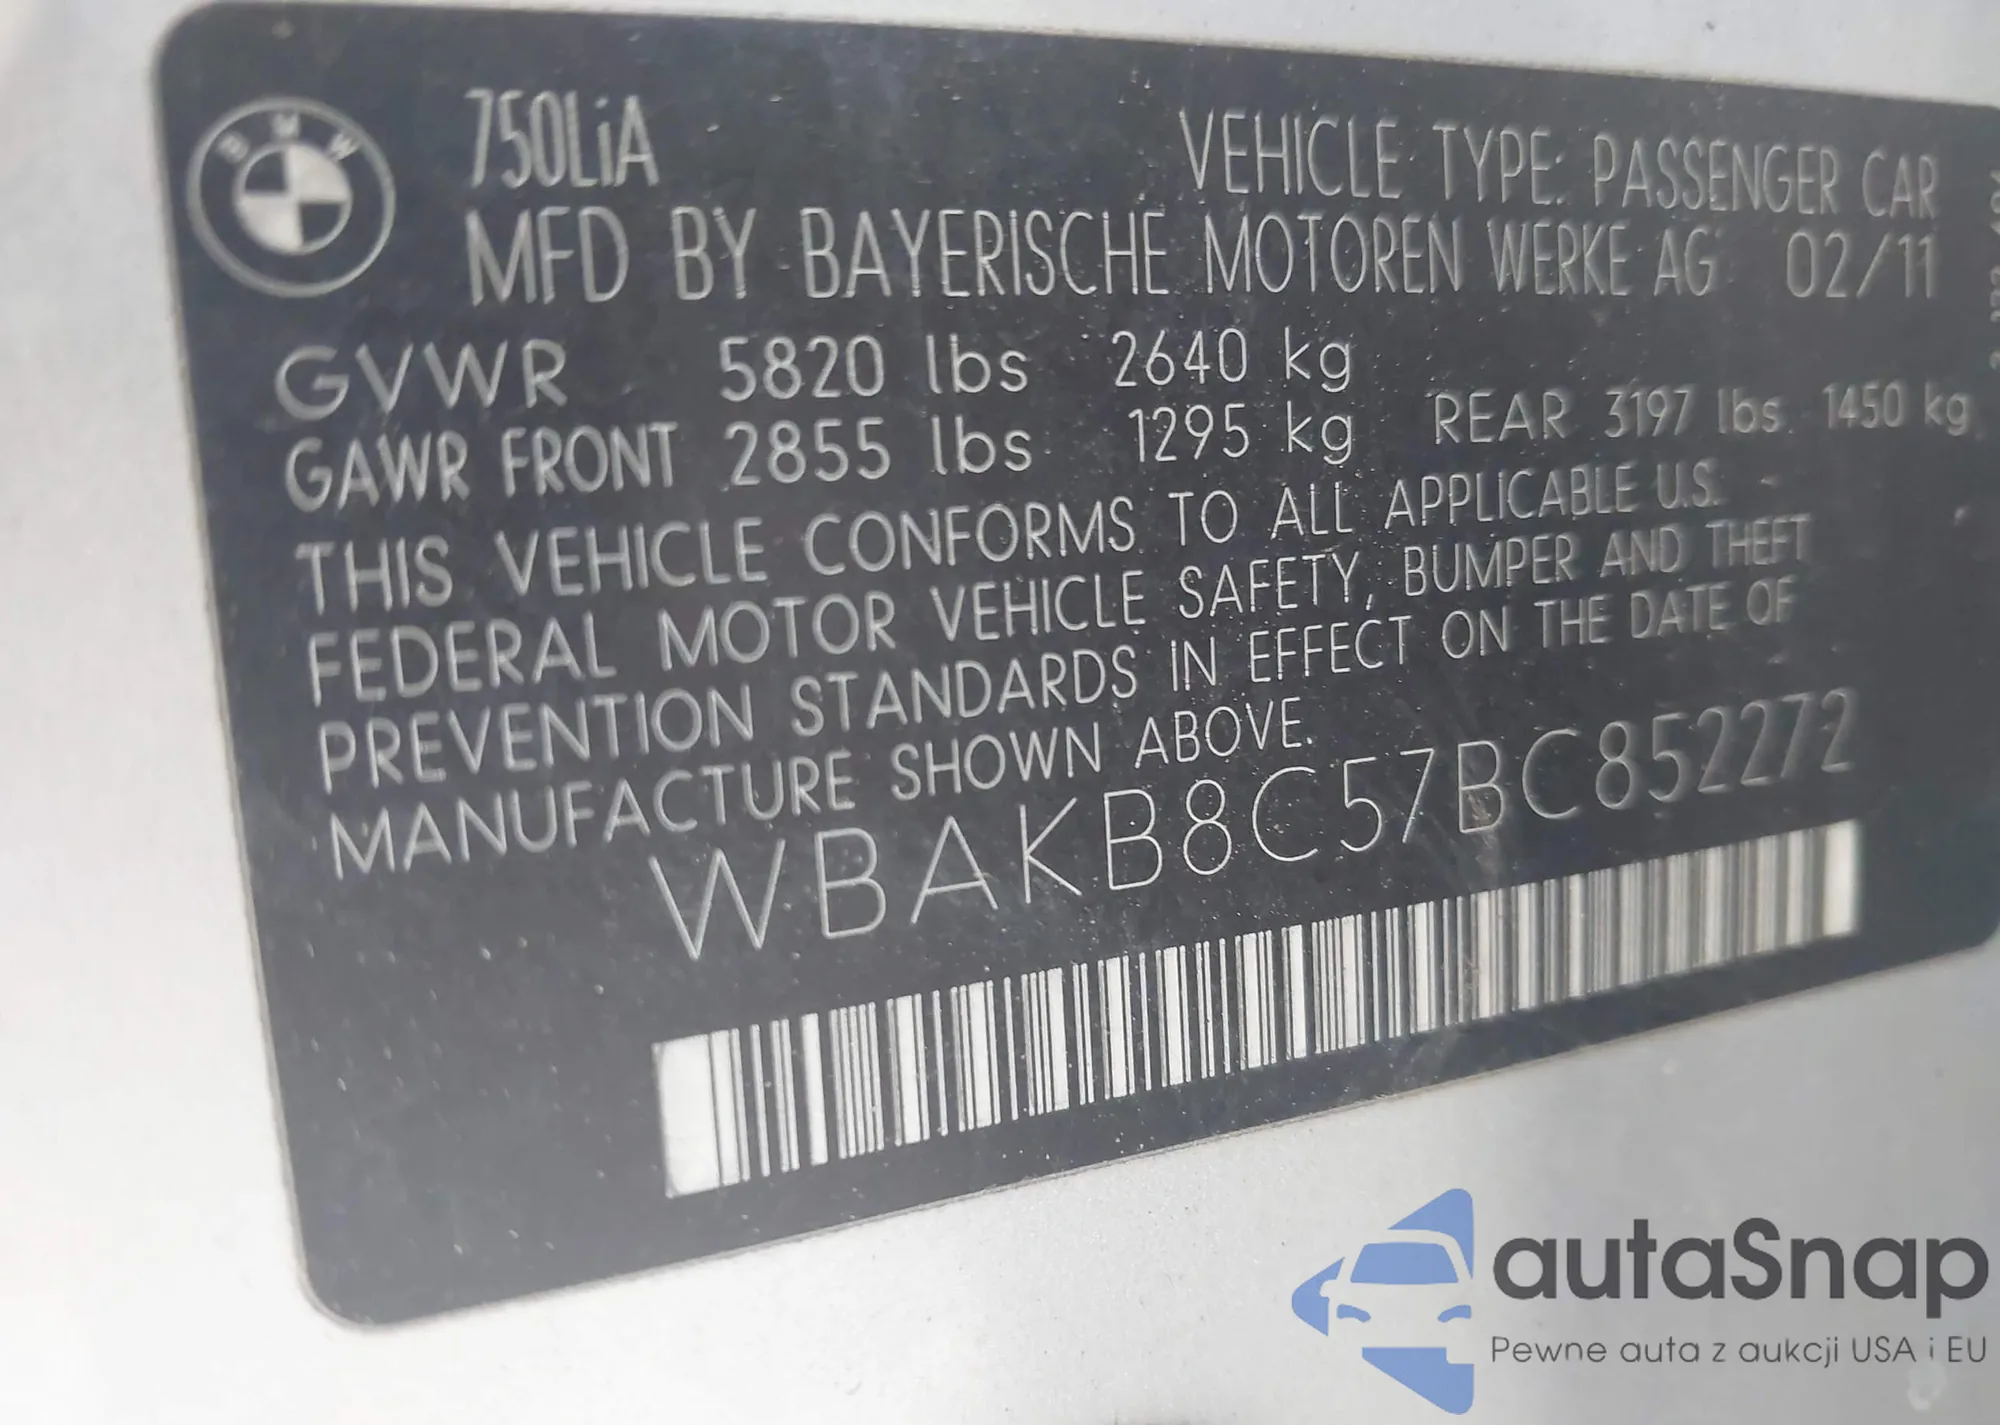 BMW
750LiA
VEHICLE TYPE: PASSENGER CAR
MFD BY BAYERISCHE MOTOREN WERKE AG 02/11
GVWR 5820 lbs 2640 kg
GAWR FRONT 2855 lbs 1295 kg REAR 3197 lbs 1450 kg
THIS VEHICLE CONFORMS TO ALL APPLICABLE U.S.
FEDERAL MOTOR VEHICLE SAFETY, BUMPER AND THEFT
PREVENTION STANDARDS IN EFFECT ON THE DATE OF
MANUFACTURE SHOWN ABOVE.
WBAKB8C57BC852272
autaSnap
Pewne auta z aukcji USA i EU